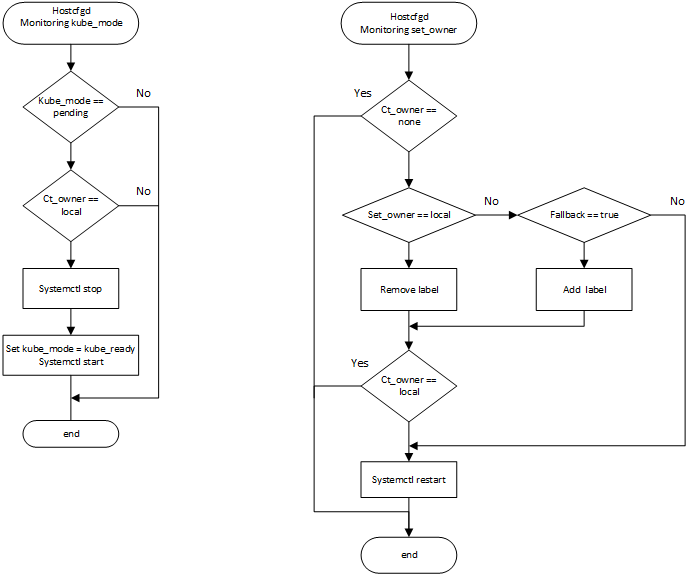 Hostcfgd
Monitoring kube_mode
No
Kube_mode ==
pending
No
Ct_owner ==
local
Systemctl stop
Set kube_mode = kube_ready
Systemctl start
end
Hostcfgd
Monitoring set_owner
Yes
Ct_owner ==
none
Set_owner == local
No
Fallback == true
No
Remove label
Add label
Yes
Ct_owner ==
local
Systemctl restart
end